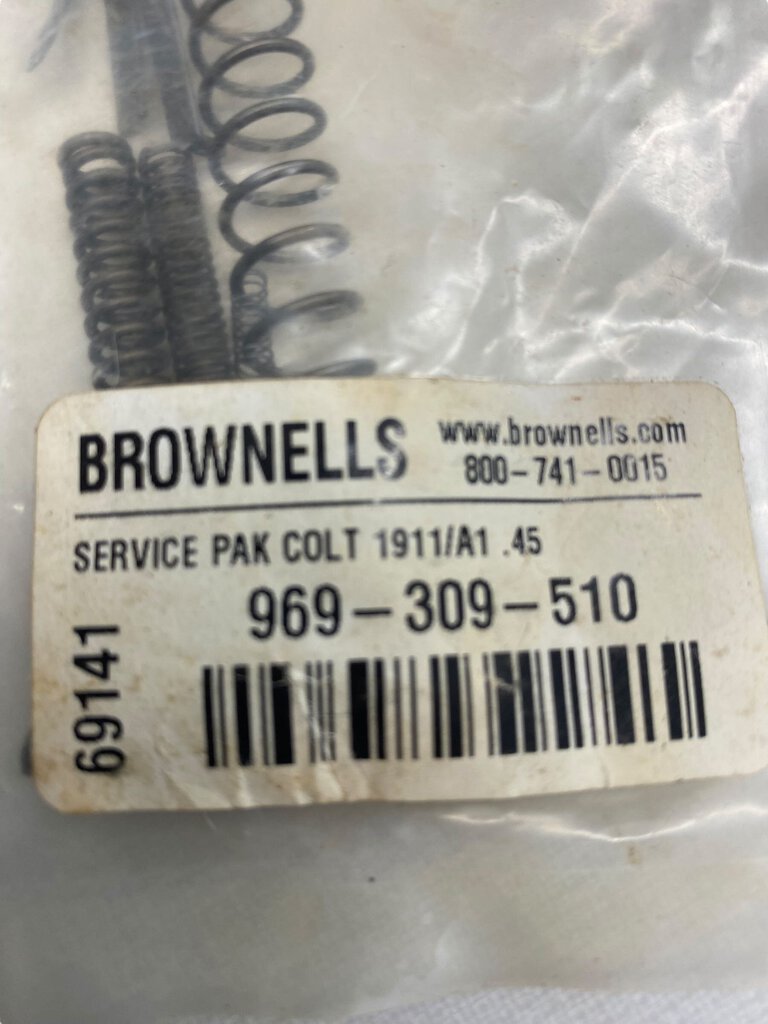 BROWNELLS
www.brownells.com
800-741-0015
SERVICE PAK COLT 1911/A1 .45
969-309-510
69141